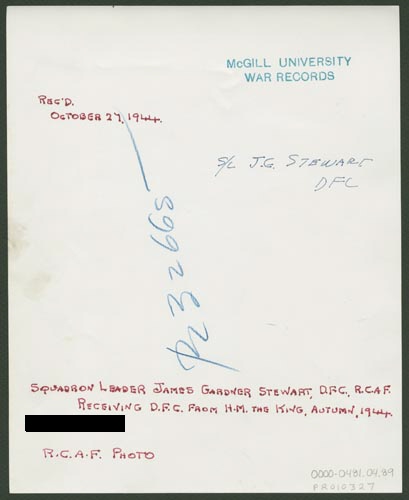 McGILL UNIVERSITY
WAR RECORDS
REC'D.
OCTOBER 27, 1944.
S/L J.G. STEWART
DFC
SQUADRON LEADER JAMES GARDNER STEWART, D.F.C., R.C.A.F.
RECEIVING D.F.C. FROM H.M. THE KING, AUTUMN, 1944.
R.C.A.F. PHOTO
0000-0481.04.89
PR010327